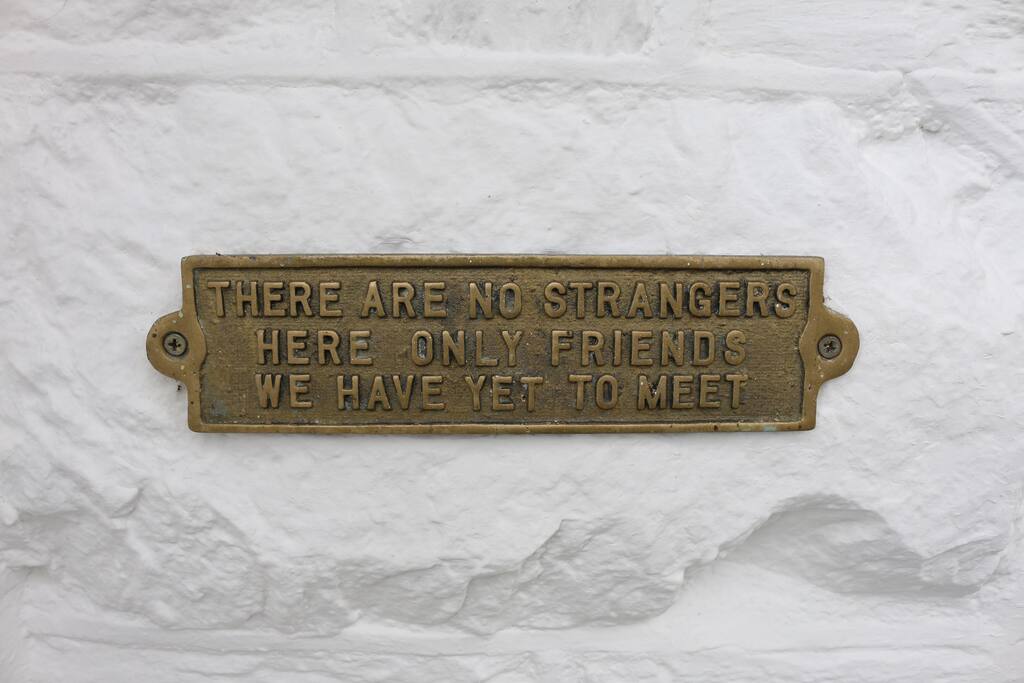 THERE ARE NO STRANGERS
HERE ONLY FRIENDS
WE HAVE YET TO MEET